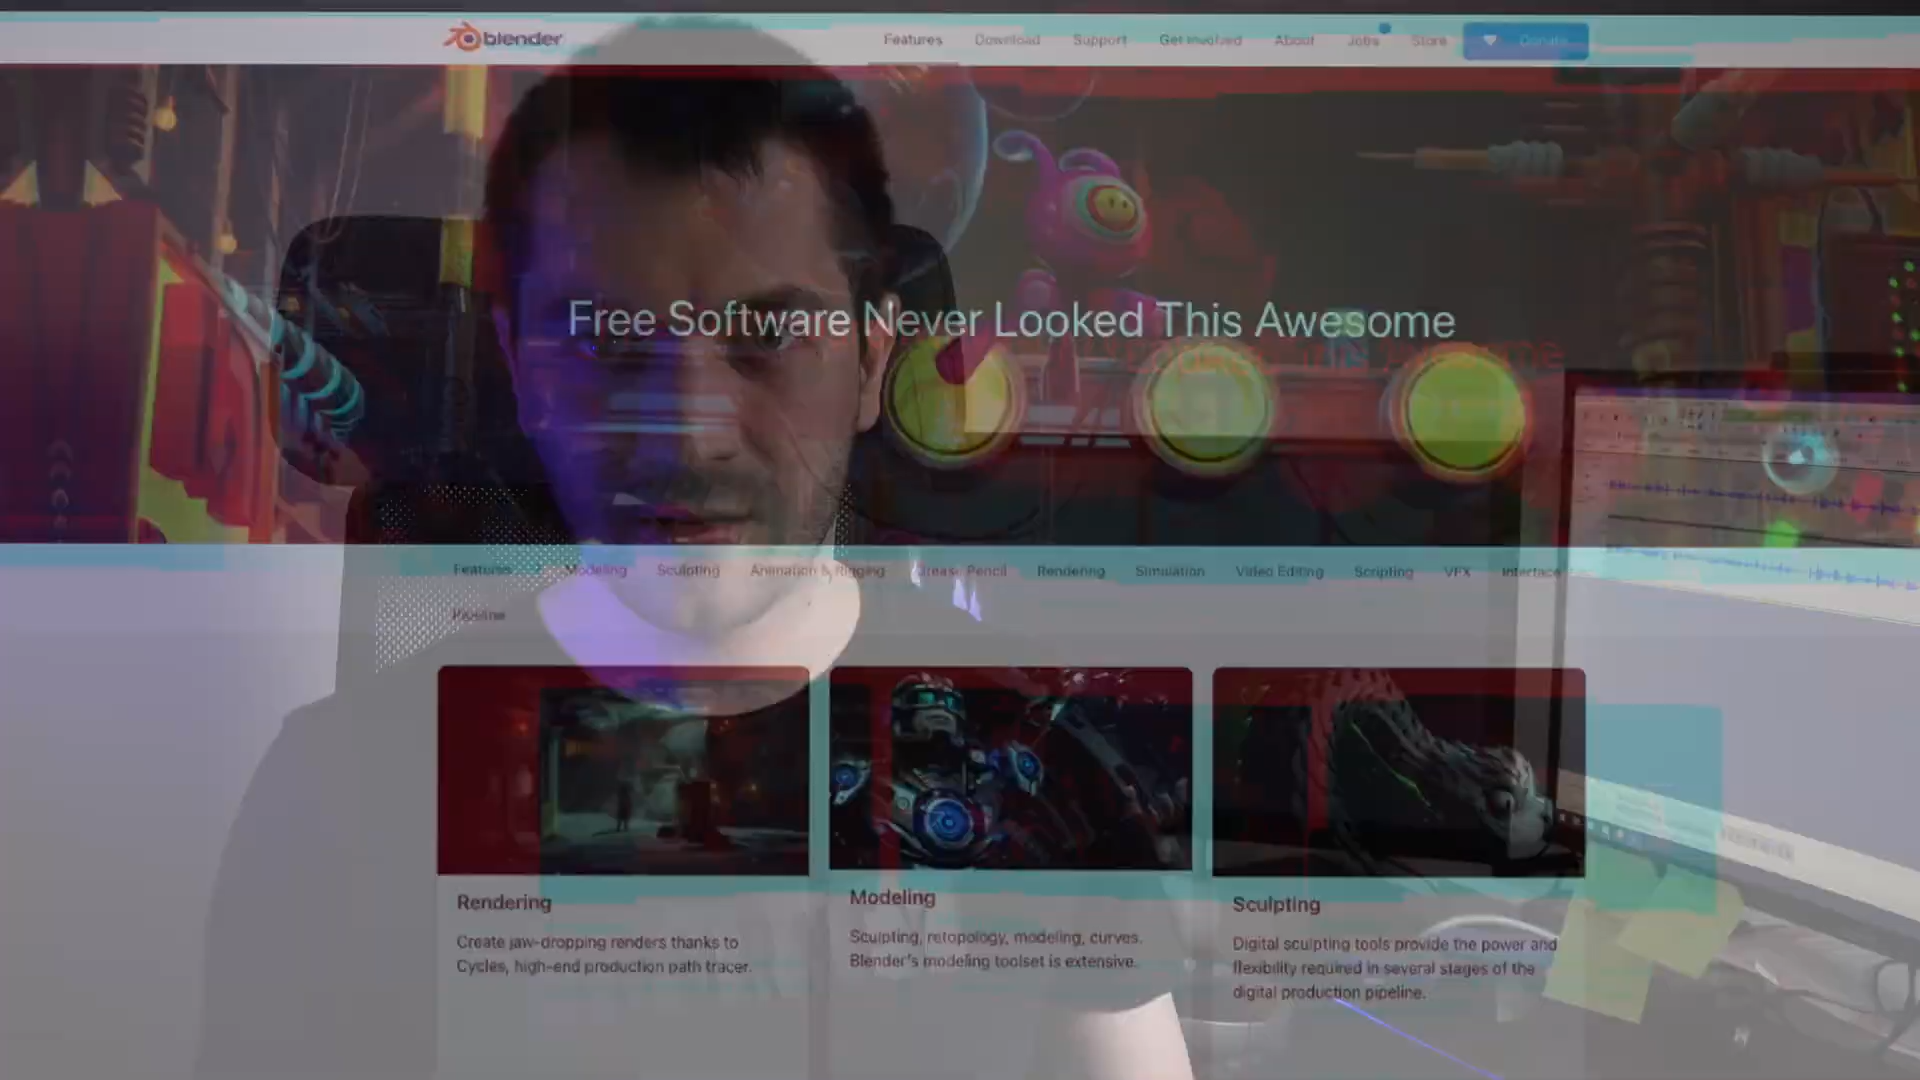 blender
Features Download Support Get Involved About Jobs Store Donate
Free Software Never Looked This Awesome
Features Modeling Sculpting Animation & Rigging Grease Pencil Rendering Simulation Video Editing Scripting VFX Interface
Pipeline
Rendering
Create jaw-dropping renders thanks to
Cycles, high-end production path tracer.
Modeling
Sculpting, retopology, modeling, curves.
Blender's modeling toolset is extensive.
Sculpting
Digital sculpting tools provide the power and
flexibility required in several stages of the
digital production pipeline.